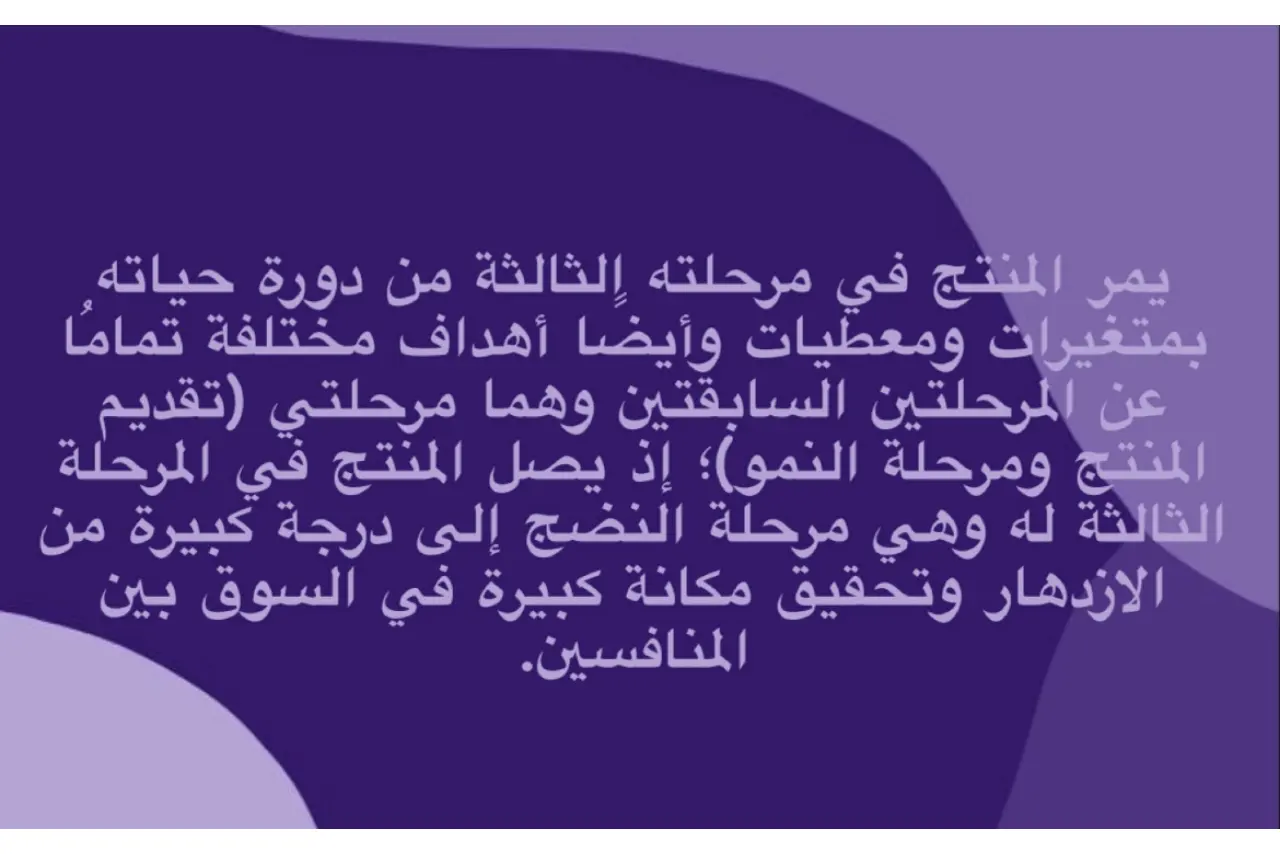 يمر المنتج في مرحلته الثالثة من دورة حياته
بمتغيرات ومعطيات وأيضًا أهداف مختلفة تمامًا
عن المرحلتين السابقتين وهما مرحلتي (تقديم
المنتج ومرحلة النمو)؛ إذ يصل المنتج في المرحلة
الثالثة له وهي مرحلة النضج إلى درجة كبيرة من
الازدهار وتحقيق مكانة كبيرة في السوق بين
المنافسين.